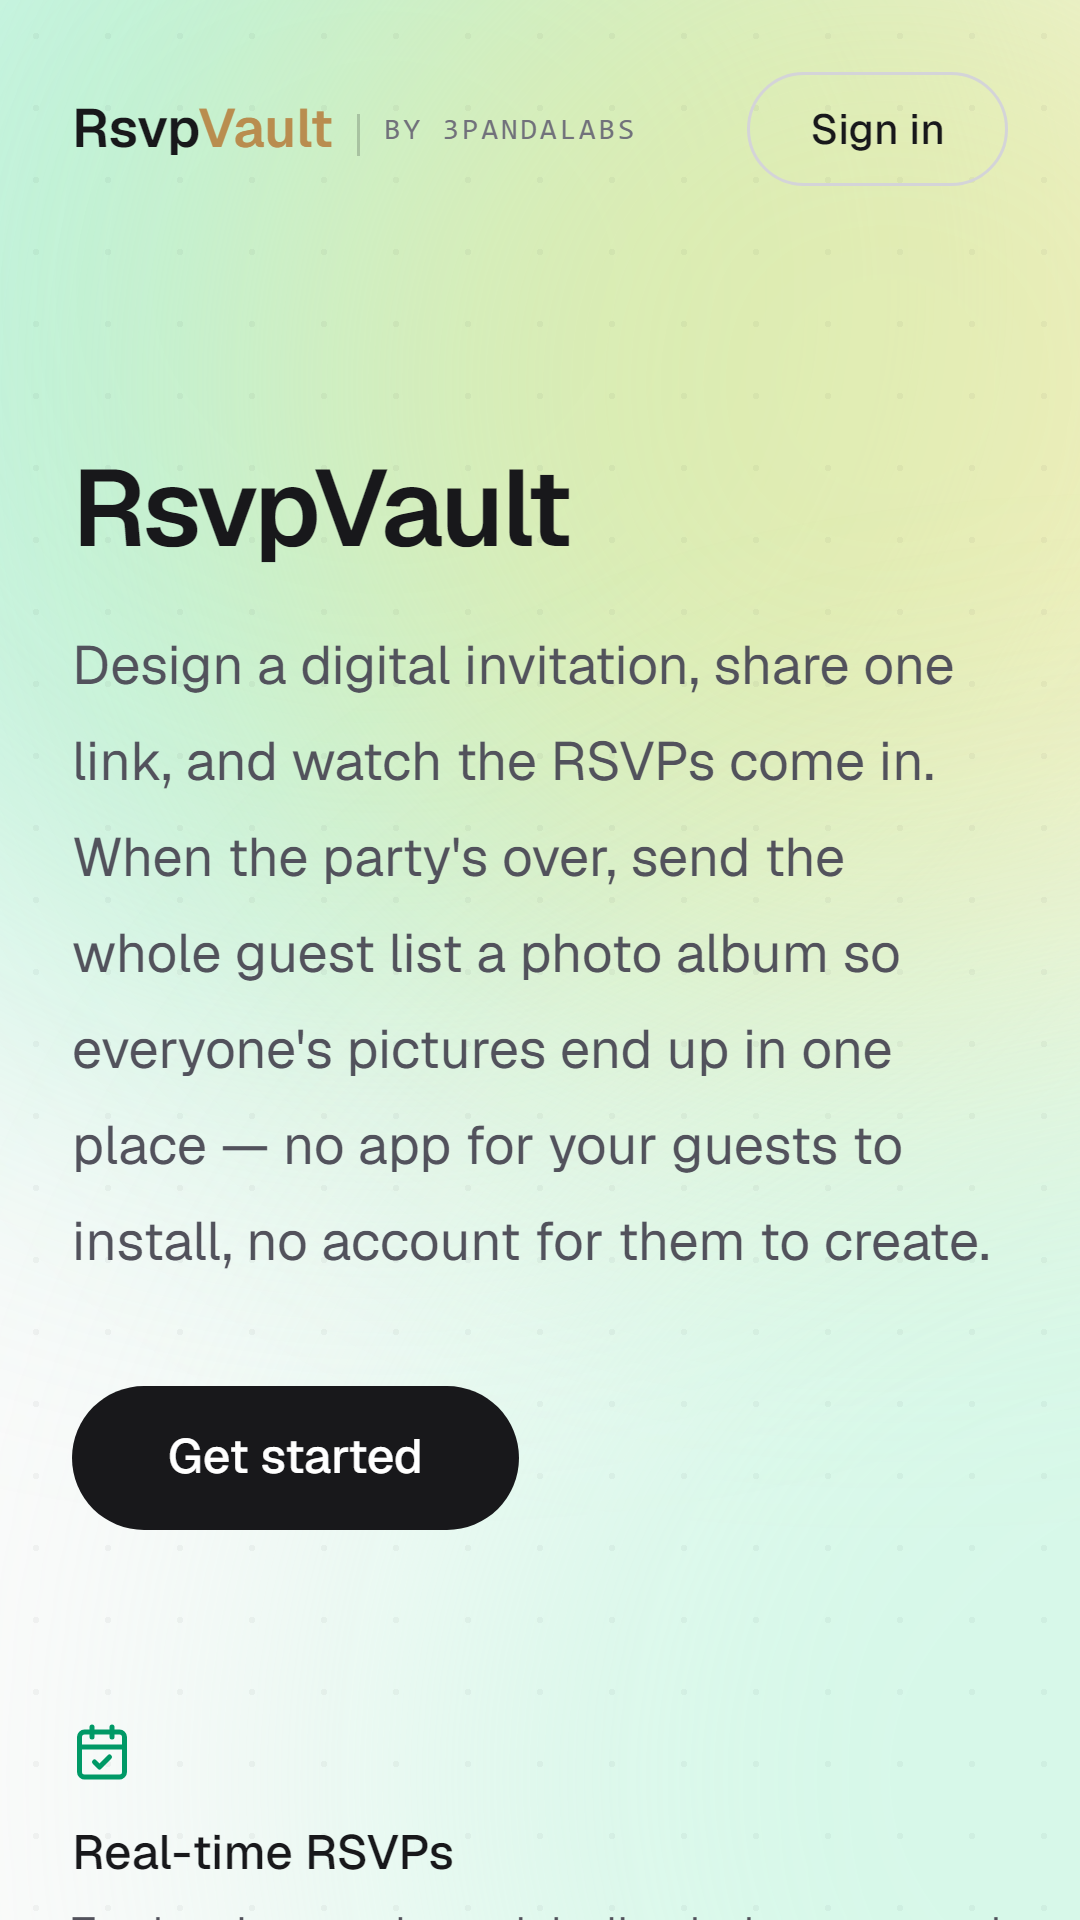 RsvpVault | BY 3PANDALABS
Sign in
RsvpVault
Design a digital invitation, share one
link, and watch the RSVPs come in.
When the party's over, send the
whole guest list a photo album so
everyone's pictures end up in one
place — no app for your guests to
install, no account for them to create.
Get started
Real-time RSVPs